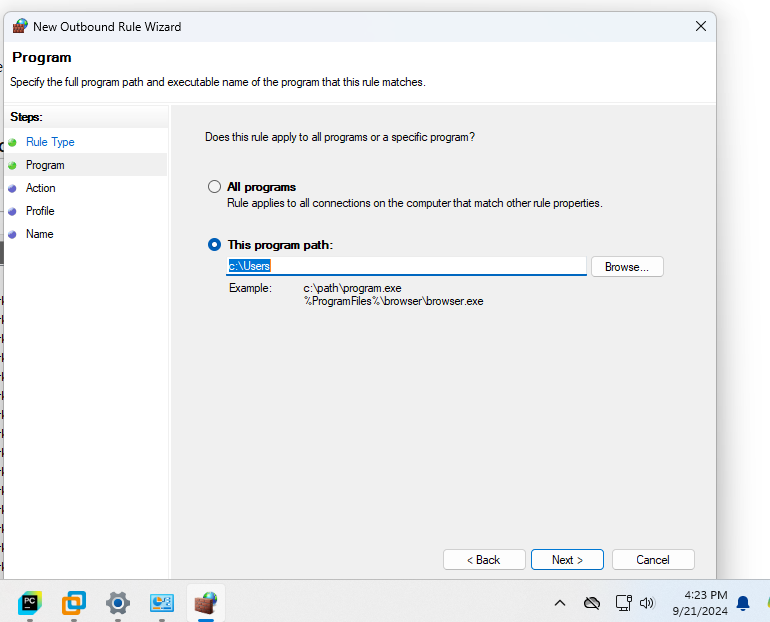 New Outbound Rule Wizard
Program
Specify the full program path and executable name of the program that this rule matches.
Steps:
Rule Type
Program
Action
Profile
Name
Does this rule apply to all programs or a specific program?
All programs
Rule applies to all connections on the computer that match other rule properties.
This program path:
c:\Users
Browse...
Example: c:\path\program.exe
%ProgramFiles%\browser\browser.exe
< Back Next > Cancel
PC
4:23 PM
9/21/2024